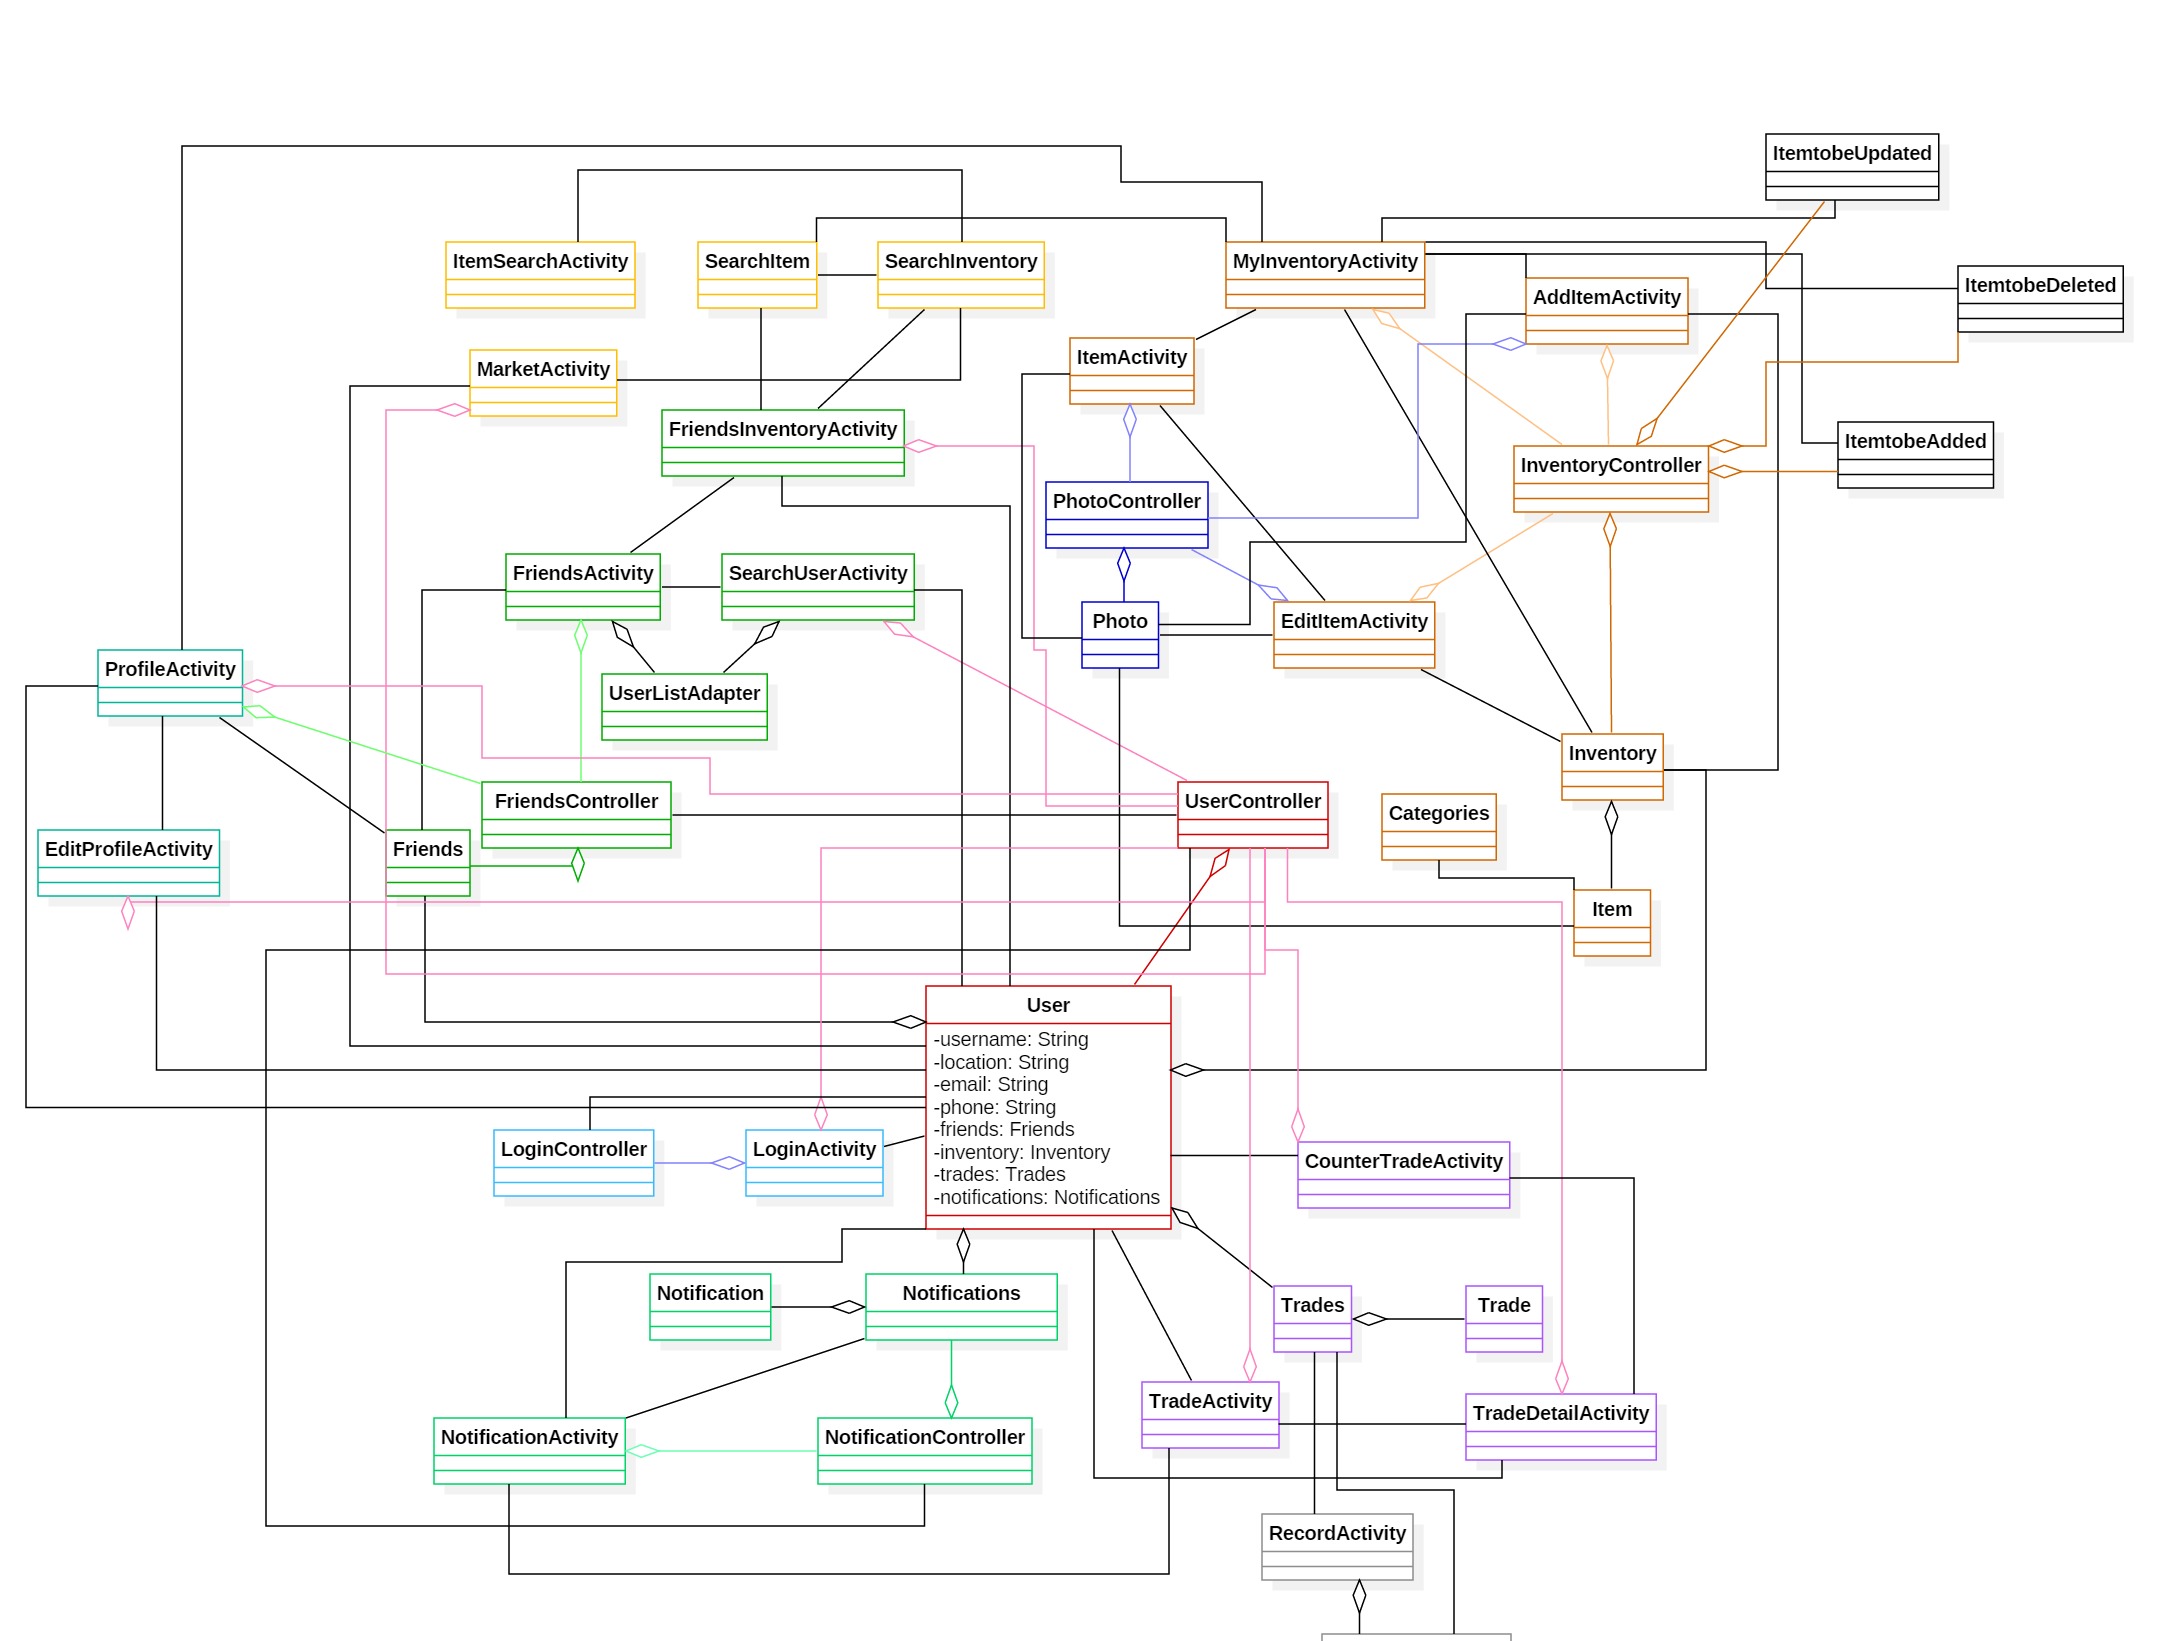 ItemtobeUpdated
ItemSearchActivity
SearchItem
SearchInventory
MyInventoryActivity
AddItemActivity
ItemtobeDeleted
MarketActivity
ItemActivity
FriendsInventoryActivity
InventoryController
ItemtobeAdded
PhotoController
FriendsActivity
SearchUserActivity
Photo
EditItemActivity
ProfileActivity
UserListAdapter
Inventory
FriendsController
UserController
Categories
EditProfileActivity
Friends
Item
User
-username: String
-location: String
-email: String
-phone: String
-friends: Friends
-inventory: Inventory
-trades: Trades
-notifications: Notifications
LoginController
LoginActivity
CounterTradeActivity
Notification
Notifications
Trades
Trade
TradeActivity
TradeDetailActivity
NotificationActivity
NotificationController
RecordActivity